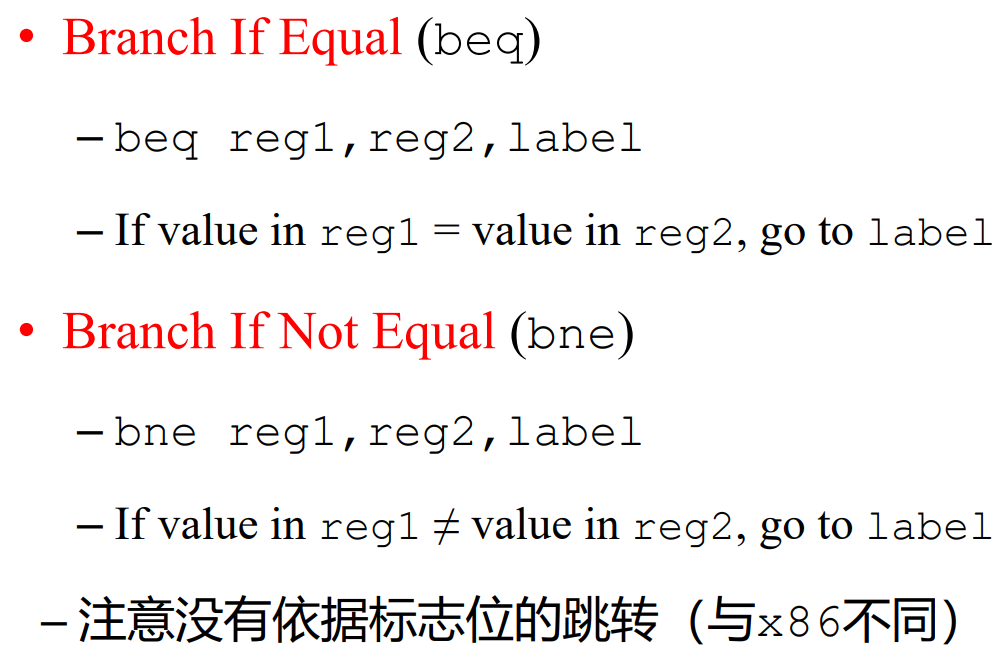 • Branch If Equal (beq)
– beq reg1,reg2,label
– If value in reg1 = value in reg2, go to label
• Branch If Not Equal (bne)
– bne reg1,reg2,label
– If value in reg1 ≠ value in reg2, go to label
– 注意没有依据标志位的跳转（与x86不同）